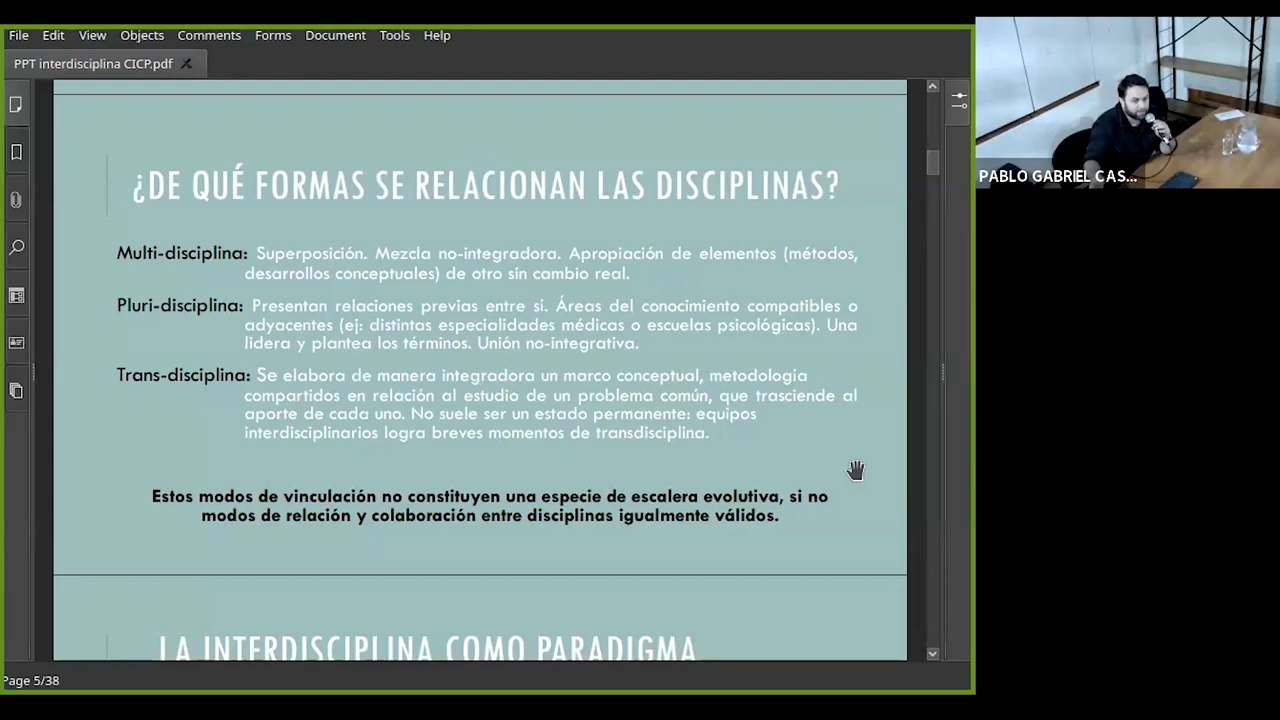 File Edit View Objects Comments Forms Document Tools Help
PPT interdisciplina CICP.pdf
¿DE QUÉ FORMAS SE RELACIONAN LAS DISCIPLINAS?
Multi-disciplina: Superposición. Mezcla no-integradora. Apropiación de elementos (métodos,
desarrollos conceptuales) de otro sin cambio real.
Pluri-disciplina: Presentan relaciones previas entre sí. Áreas del conocimiento compatibles o
adyacentes (ej: distintas especialidades médicas o escuelas psicológicas). Una
lidera y plantea los términos. Unión no-integrativa.
Trans-disciplina: Se elabora de manera integradora un marco conceptual, metodología
compartidos en relación al estudio de un problema común, que trasciende al
aporte de cada uno. No suele ser un estado permanente: equipos
interdisciplinarios logra breves momentos de transdisciplina.
Estos modos de vinculación no constituyen una especie de escalera evolutiva, si no
modos de relación y colaboración entre disciplinas igualmente válidos.
LA INTERDISCIPLINA COMO PARADIGMA
Page 5/38
PABLO GABRIEL CAS...